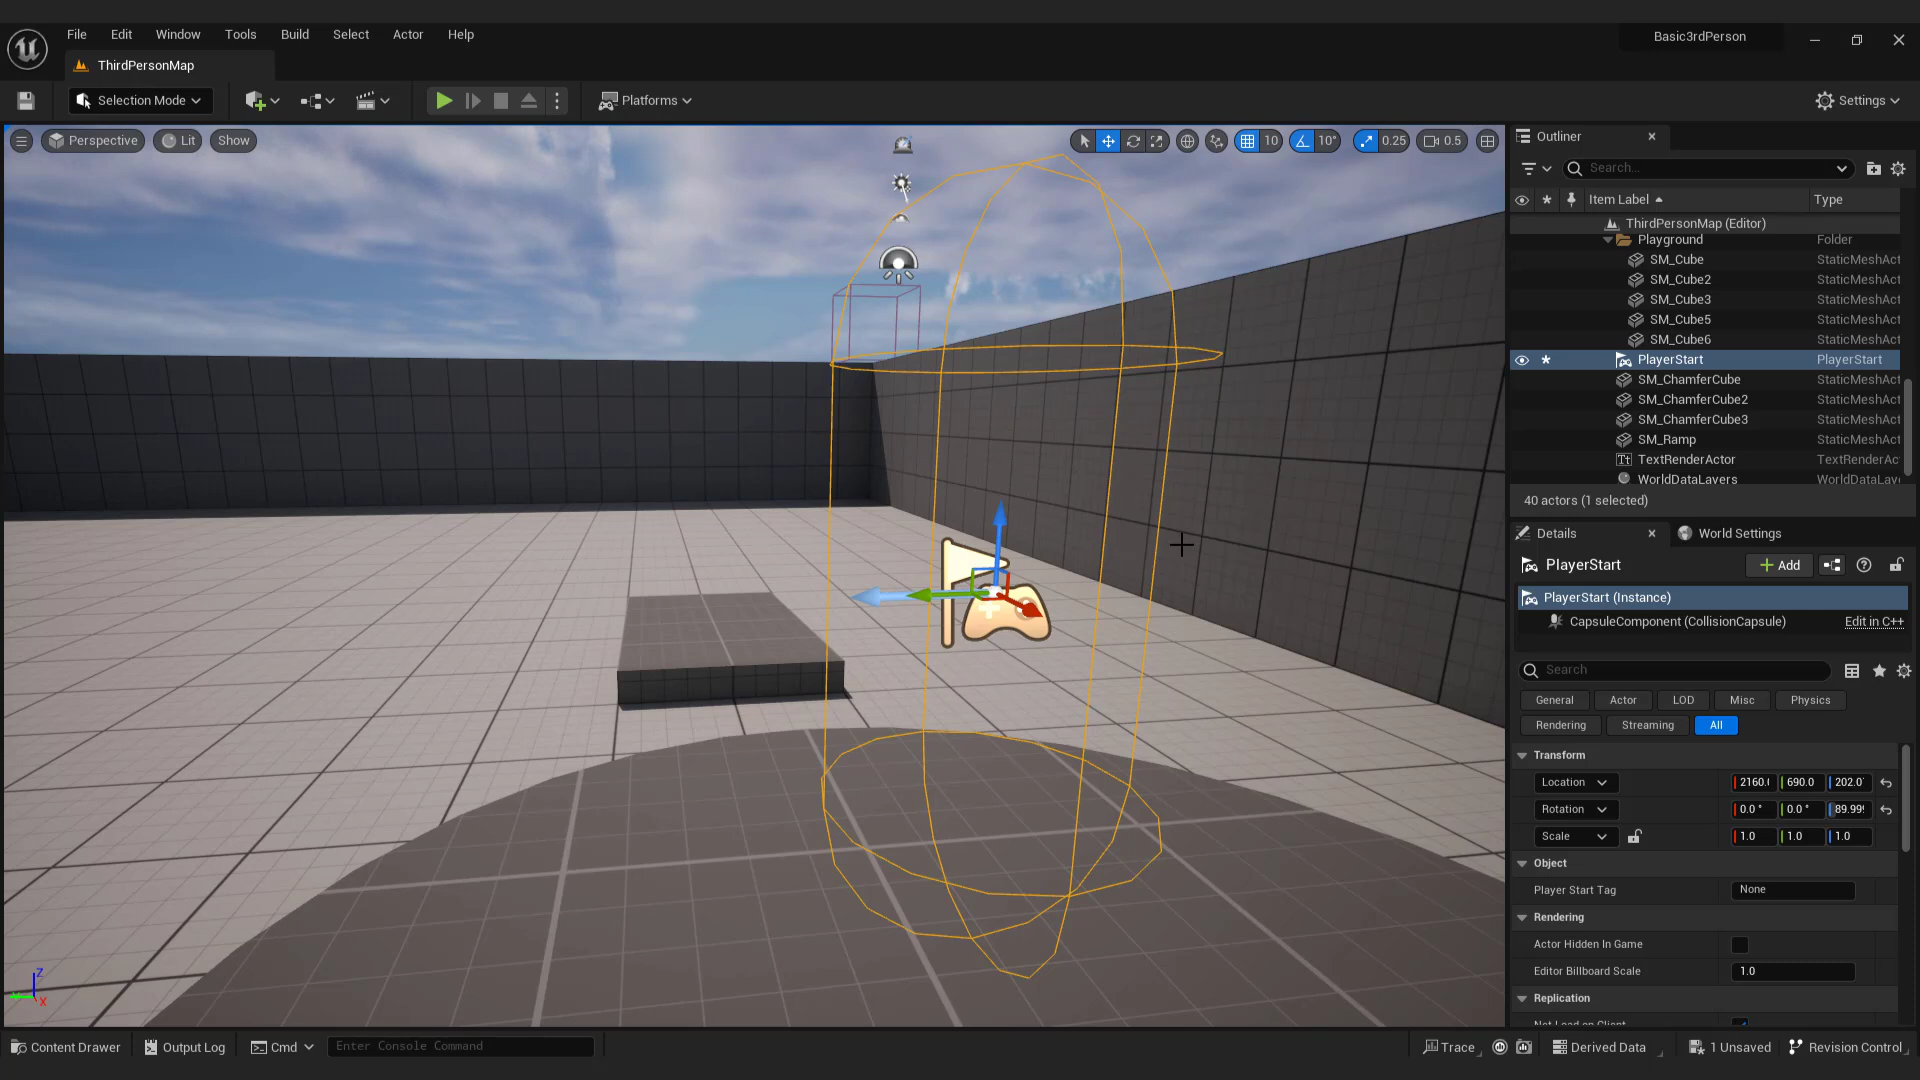 File Edit Window Tools Build Select Actor Help
Basic3rdPerson
ThirdPersonMap
Selection Mode
Platforms
Settings
Perspective Lit Show
10 10° 0.25 0.5
Outliner
Search...
Item Label Type
ThirdPersonMap (Editor)
Playground Folder
SM_Cube StaticMeshAct
SM_Cube2 StaticMeshAct
SM_Cube3 StaticMeshAct
SM_Cube5 StaticMeshAct
SM_Cube6 StaticMeshAct
PlayerStart PlayerStart
SM_ChamferCube StaticMeshAct
SM_ChamferCube2 StaticMeshAct
SM_ChamferCube3 StaticMeshAct
SM_Ramp StaticMeshAct
TextRenderActor TextRenderAc
WorldDataLayers WorldDataLay
40 actors (1 selected)
Details World Settings
PlayerStart Add
PlayerStart (Instance)
CapsuleComponent (CollisionCapsule) Edit in C++
Search
General Actor LOD Misc Physics
Rendering Streaming All
Transform
Location 2160. 690.0 202.0
Rotation 0.0 ° 0.0 ° 89.99
Scale 1.0 1.0 1.0
Object
Player Start Tag None
Rendering
Actor Hidden In Game
Editor Billboard Scale 1.0
Replication
Net Load on Client
Z
X
Content Drawer Output Log Cmd Enter Console Command Trace Derived Data 1 Unsaved Revision Control